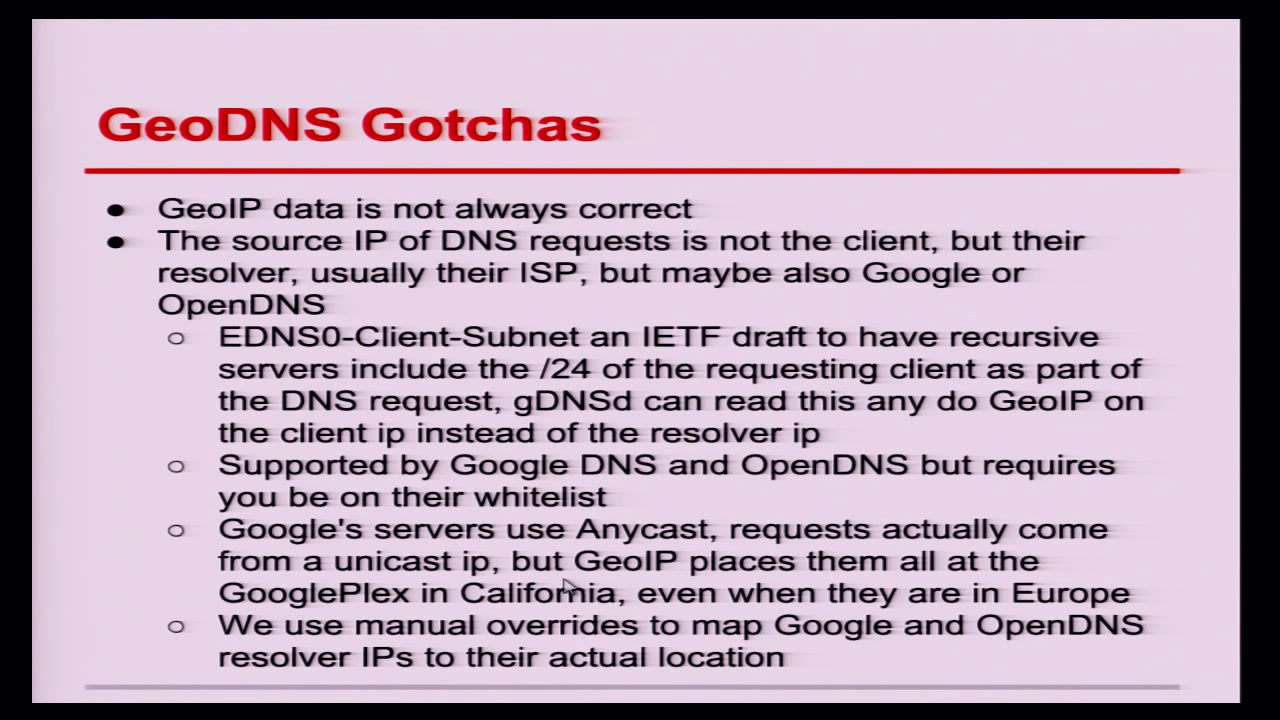 GeoDNS Gotchas
● GeoIP data is not always correct
● The source IP of DNS requests is not the client, but their
resolver, usually their ISP, but maybe also Google or
OpenDNS
○ EDNS0-Client-Subnet an IETF draft to have recursive
servers include the /24 of the requesting client as part of
the DNS request, gDNSd can read this any do GeoIP on
the client ip instead of the resolver ip
○ Supported by Google DNS and OpenDNS but requires
you be on their whitelist
○ Google's servers use Anycast, requests actually come
from a unicast ip, but GeoIP places them all at the
GooglePlex in California, even when they are in Europe
○ We use manual overrides to map Google and OpenDNS
resolver IPs to their actual location